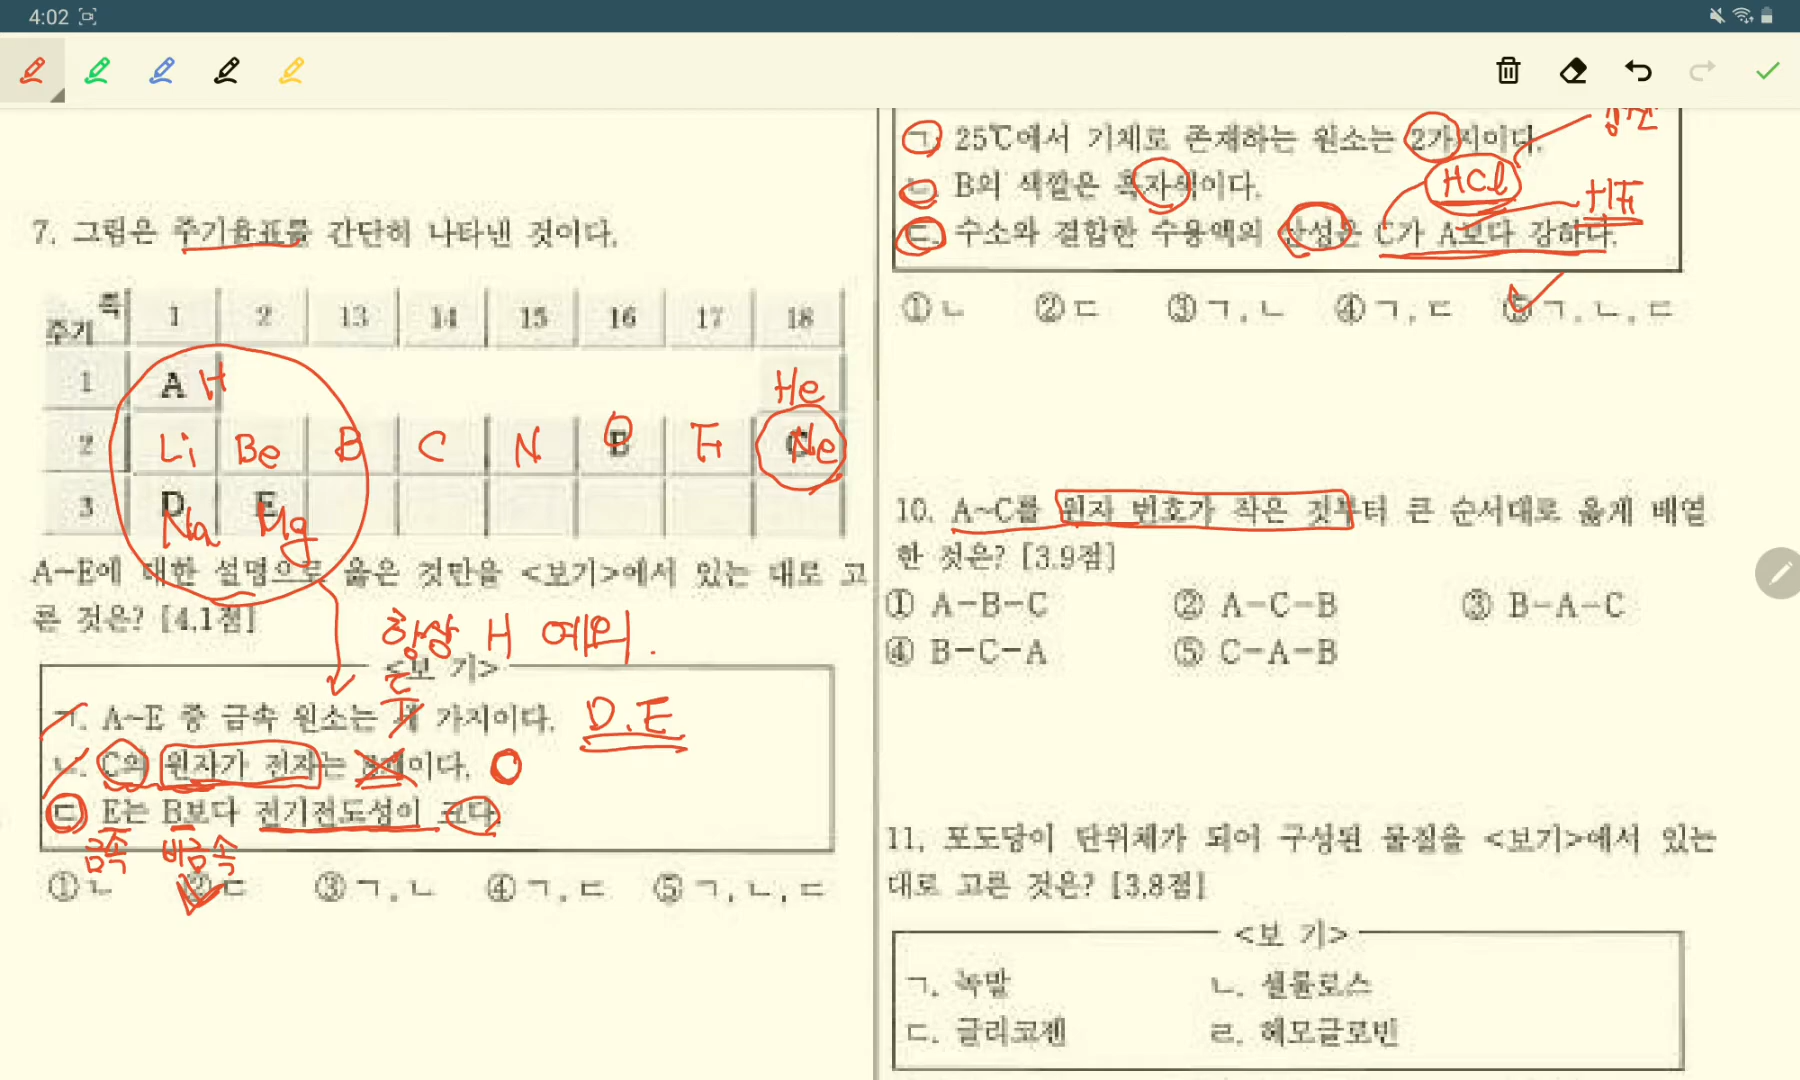 4:02
7. 그림은 주기율표를 간단히 나타낸 것이다.
족
주기
1 2 13 14 15 16 17 18
1 A H He
2 Li Be B C N B O F C Ne
3 D Na E Mg
A~E에 대한 설명으로 옳은 것만을 <보기>에서 있는 대로 고
른 것은? [4.1점]
항상 H 예외.
<보 기>
ㄱ. A~E 중 금속 원소는 세 가지이다. D.E
ㄴ. C의 원자가 전자는 8개이다. 0
ㄷ. E는 B보다 전기전도성이 크다.
금속 비금속
① ㄴ ② ㄷ ③ ㄱ, ㄴ ④ ㄱ, ㄷ ⑤ ㄱ, ㄴ, ㄷ
ㄱ. 25℃에서 기체로 존재하는 원소는 2가지이다.
ㄴ. B의 색깔은 흑자색이다. HCl HF
ㄷ. 수소와 결합한 수용액의 산성은 C가 A보다 강하다.
① ㄴ ② ㄷ ③ ㄱ, ㄴ ④ ㄱ, ㄷ ⑤ ㄱ, ㄴ, ㄷ
10. A~C를 원자 번호가 작은 것부터 큰 순서대로 옳게 배열
한 것은? [3.9점]
① A-B-C ② A-C-B ③ B-A-C
④ B-C-A ⑤ C-A-B
11. 포도당이 단위체가 되어 구성된 물질을 <보기>에서 있는
대로 고른 것은? [3.8점]
<보 기>
ㄱ. 녹말 ㄴ. 셀룰로스
ㄷ. 글리코젠 ㄹ. 헤모글로빈